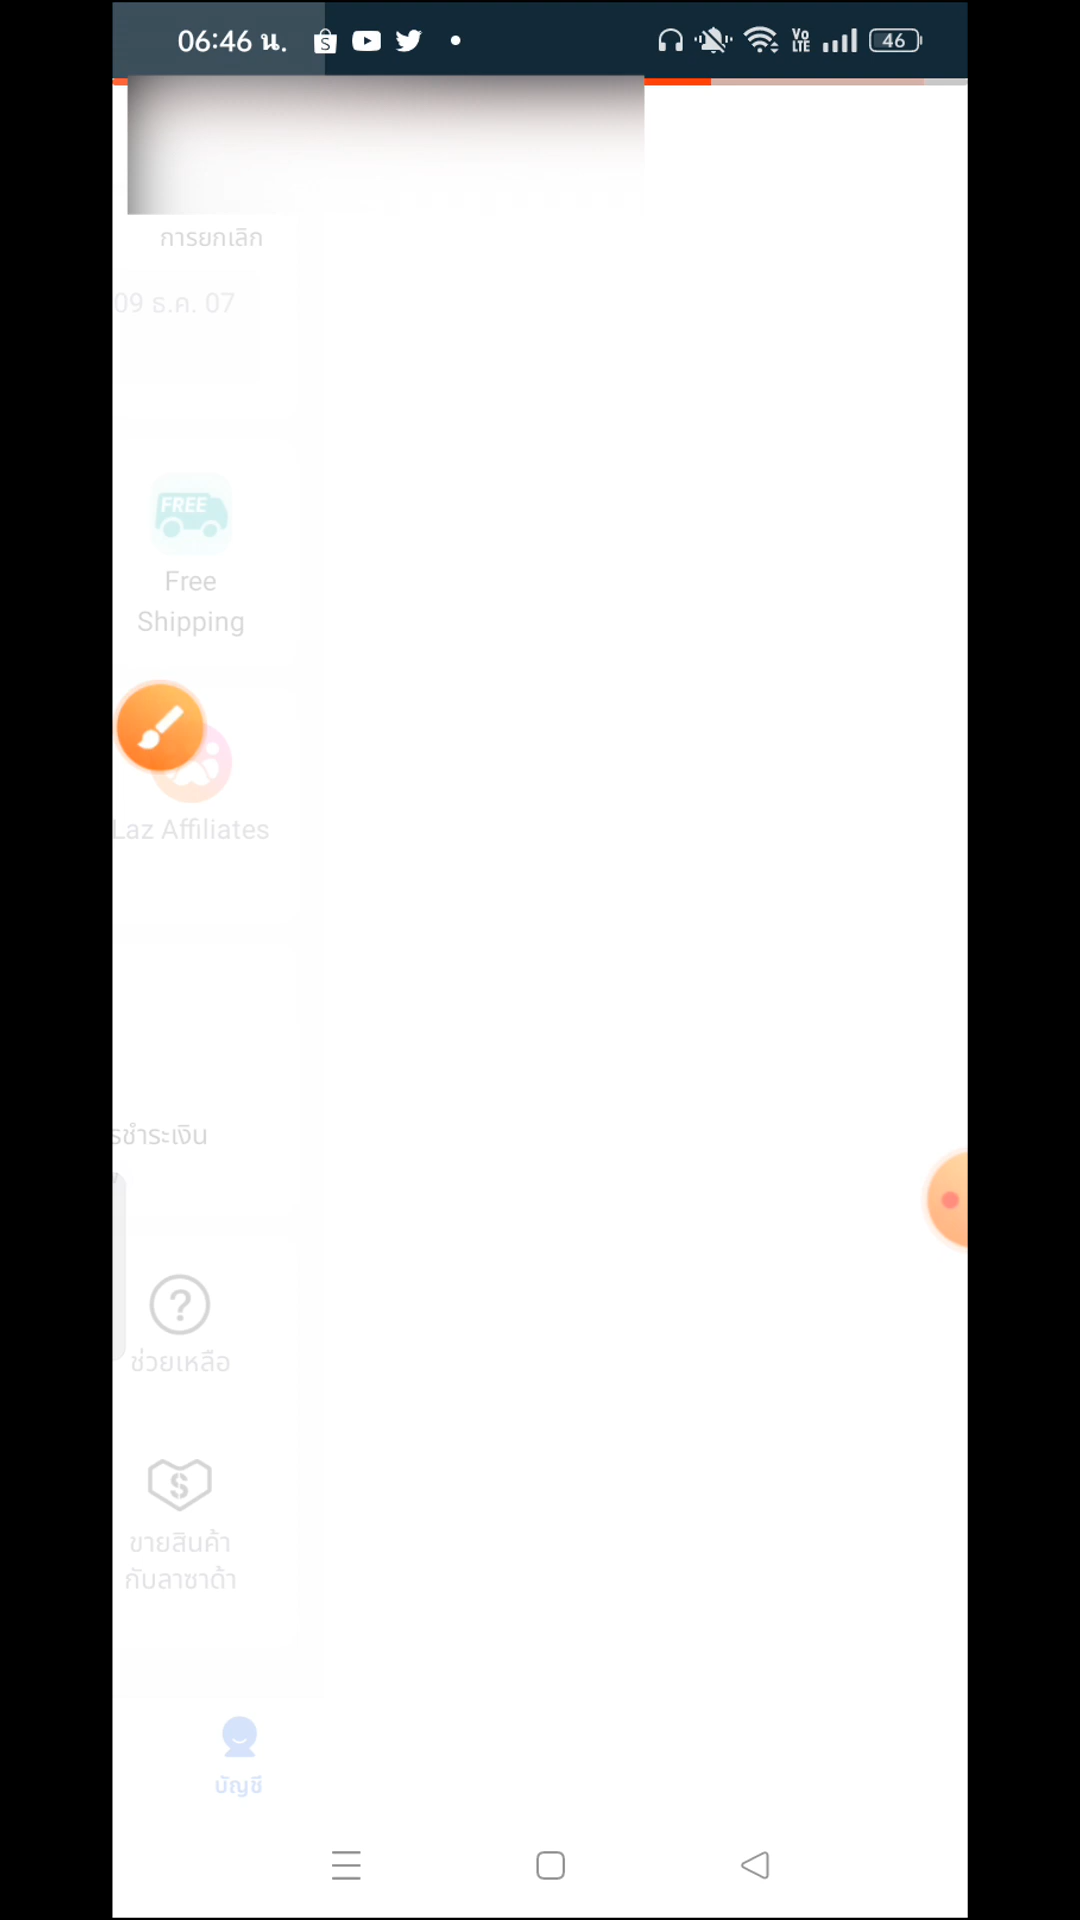 06:46 น.
Vo
LTE
46
การยกเลิก
09 ธ.ค. 07
FREE
Free
Shipping
Laz Affiliates
รชำระเงิน
ช่วยเหลือ
ขายสินค้า
กับลาซาด้า
บัญชี